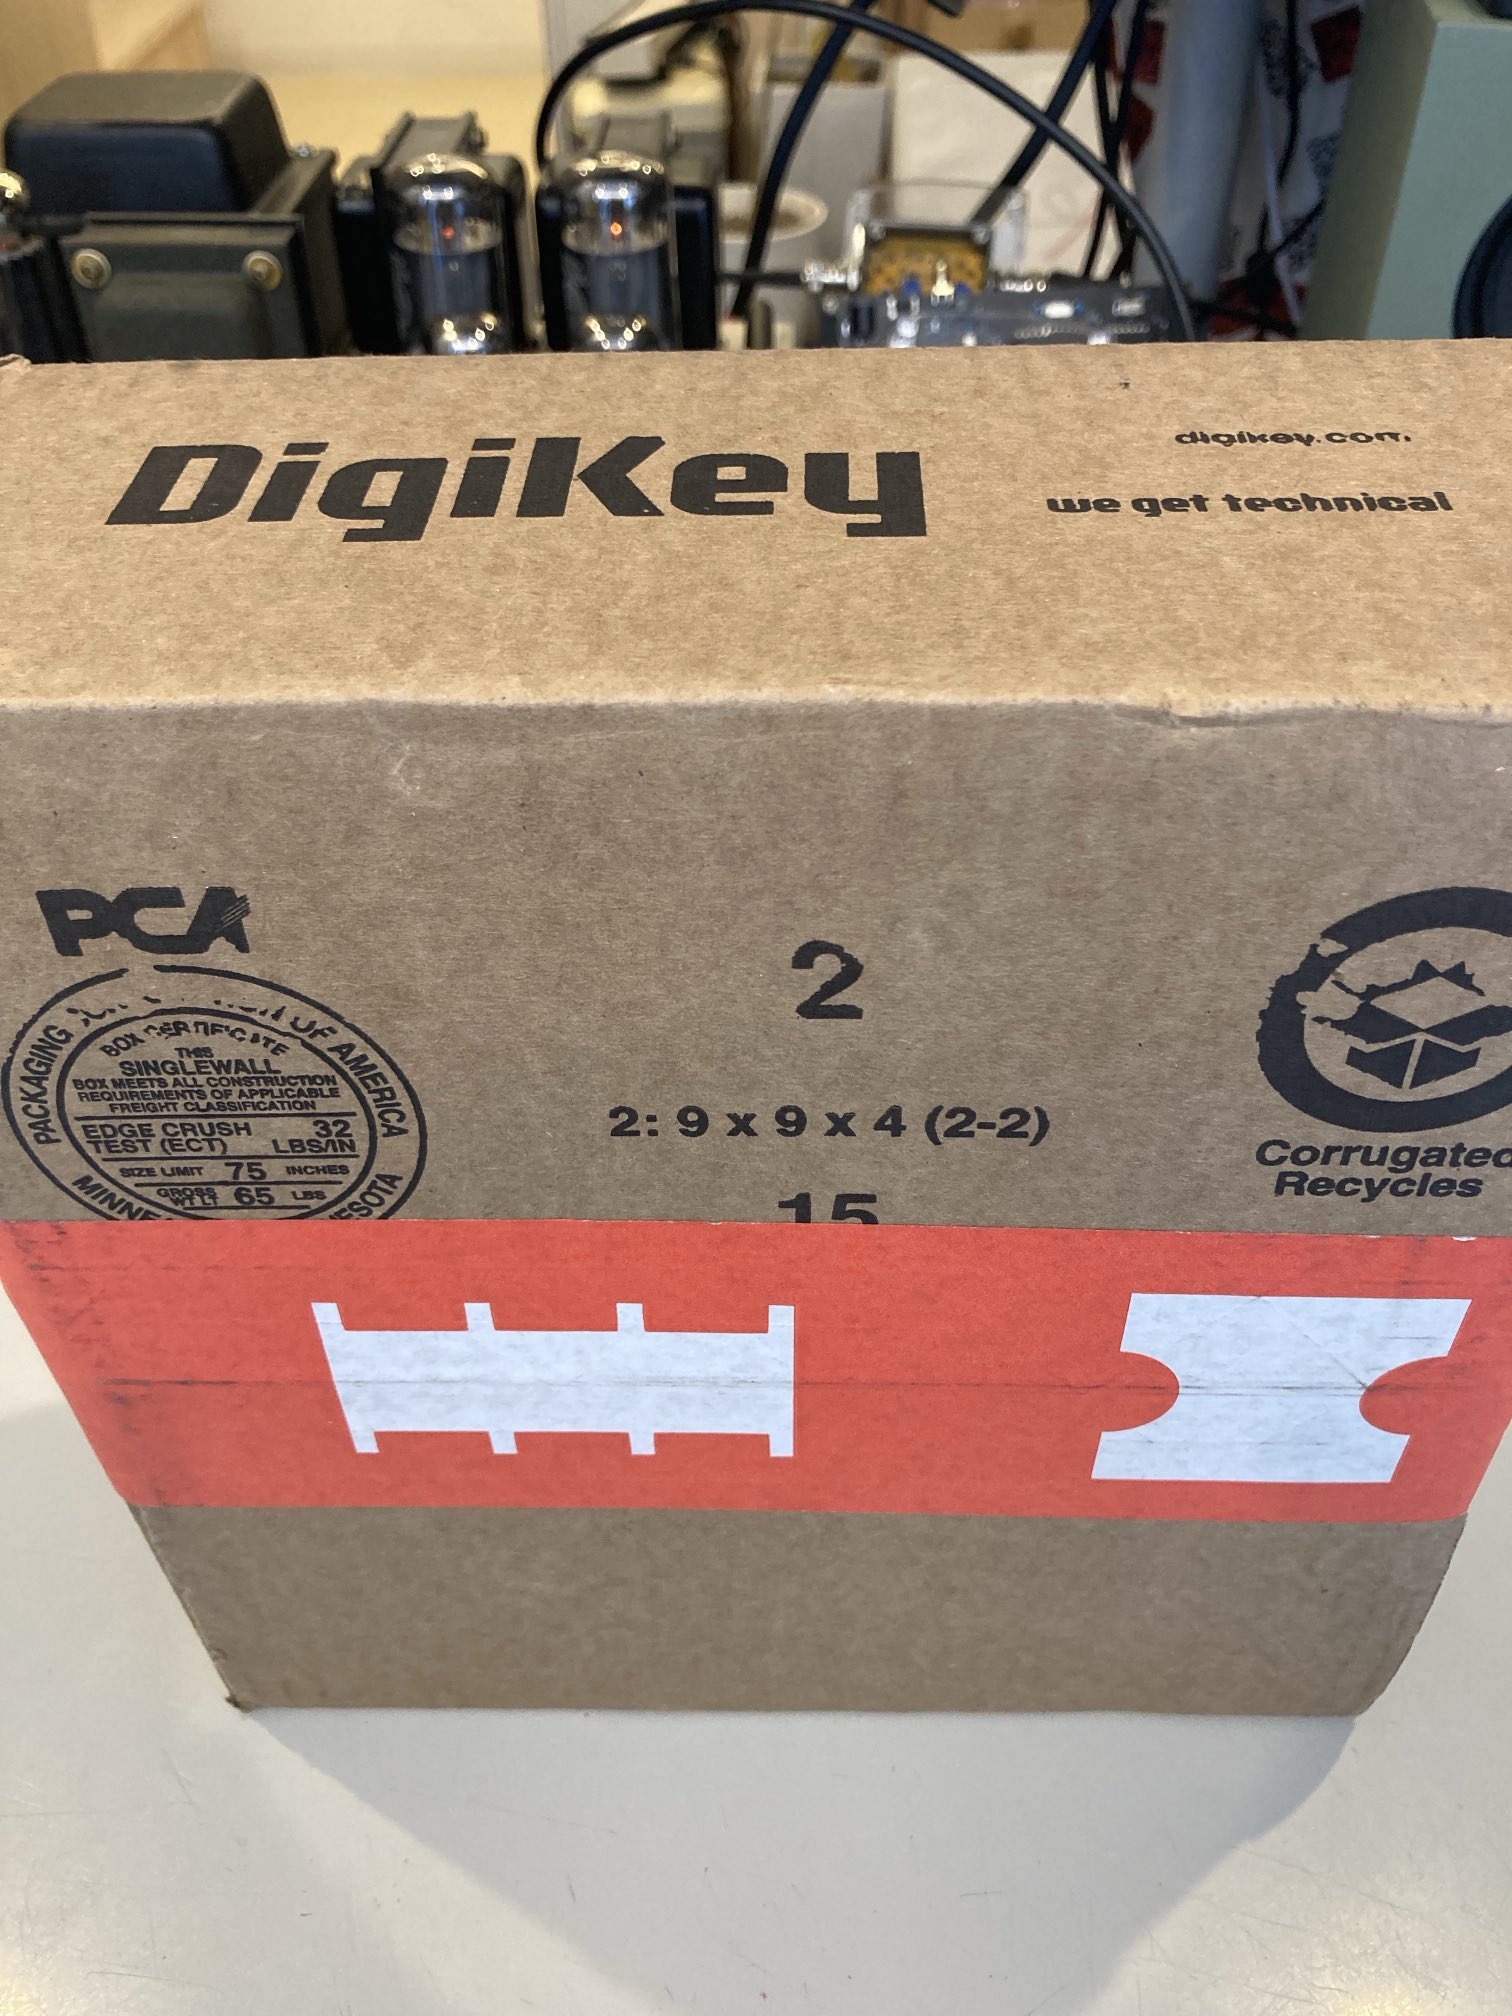 DigiKey
digikey.com
we get technical
PCA
2
2: 9 x 9 x 4 (2-2)
15
PACKAGING OF AMERICA
BOX CERTIFICATE
THIS
SINGLEWALL
BOX MEETS ALL CONSTRUCTION
REQUIREMENTS OF APPLICABLE
FREIGHT CLASSIFICATION
EDGE CRUSH
TEST (ECT)
32
LBS/IN
SIZE LIMIT 75 INCHES
GROSS
WT LT
65 LBS
Corrugated
Recycles